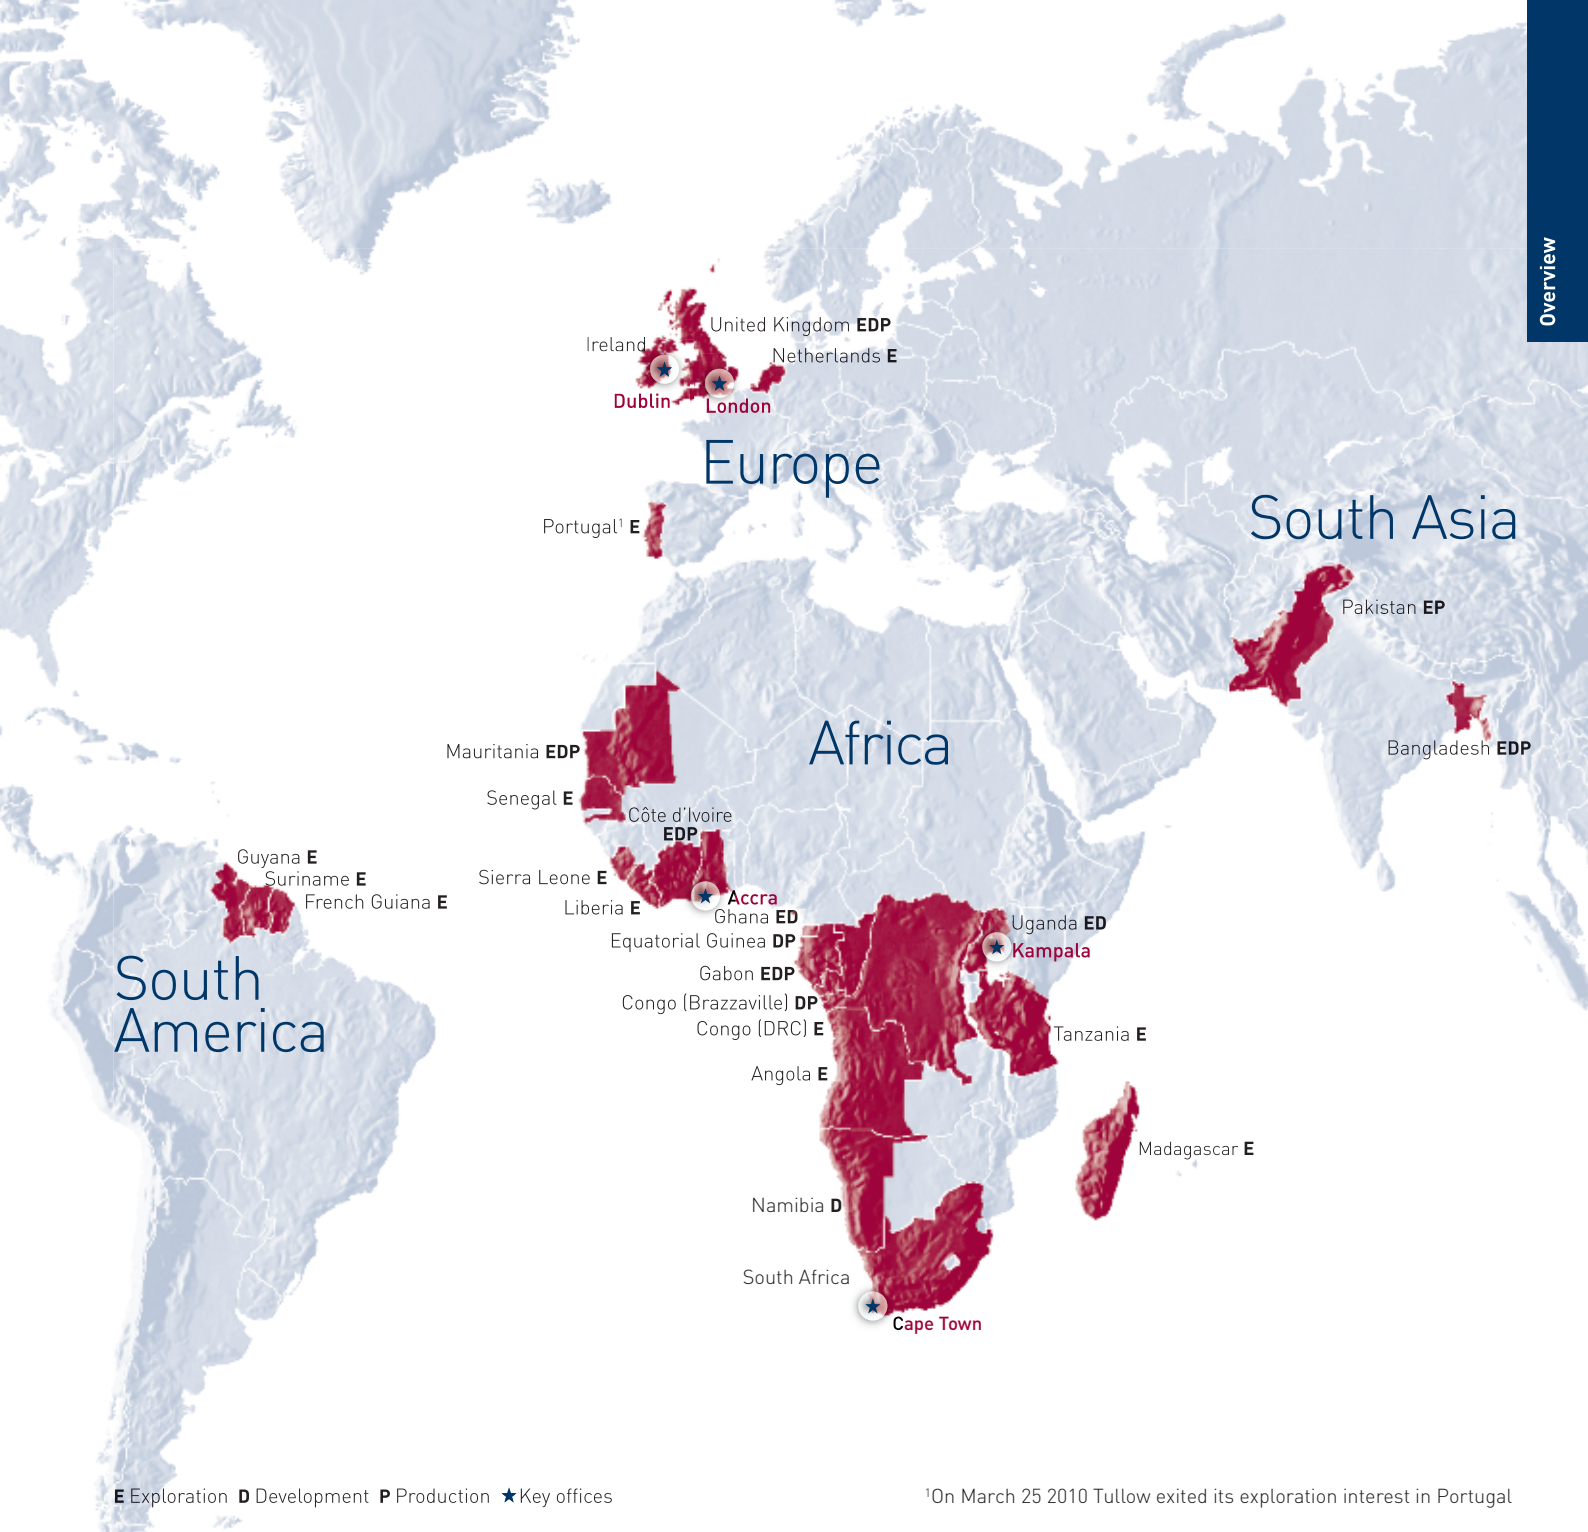 Overview
United Kingdom EDP
Ireland
Netherlands E
Dublin
London
Europe
South Asia
Portugal¹ E
Pakistan EP
Africa
Mauritania EDP
Bangladesh EDP
Senegal E
Côte d'Ivoire
EDP
Guyana E
Suriname E
French Guiana E
Sierra Leone E
Liberia E
Accra
Ghana ED
Uganda ED
Kampala
Equatorial Guinea DP
Gabon EDP
South
America
Congo (Brazzaville) DP
Congo (DRC) E
Tanzania E
Angola E
Madagascar E
Namibia D
South Africa
Cape Town
E Exploration D Development P Production ★Key offices
¹On March 25 2010 Tullow exited its exploration interest in Portugal